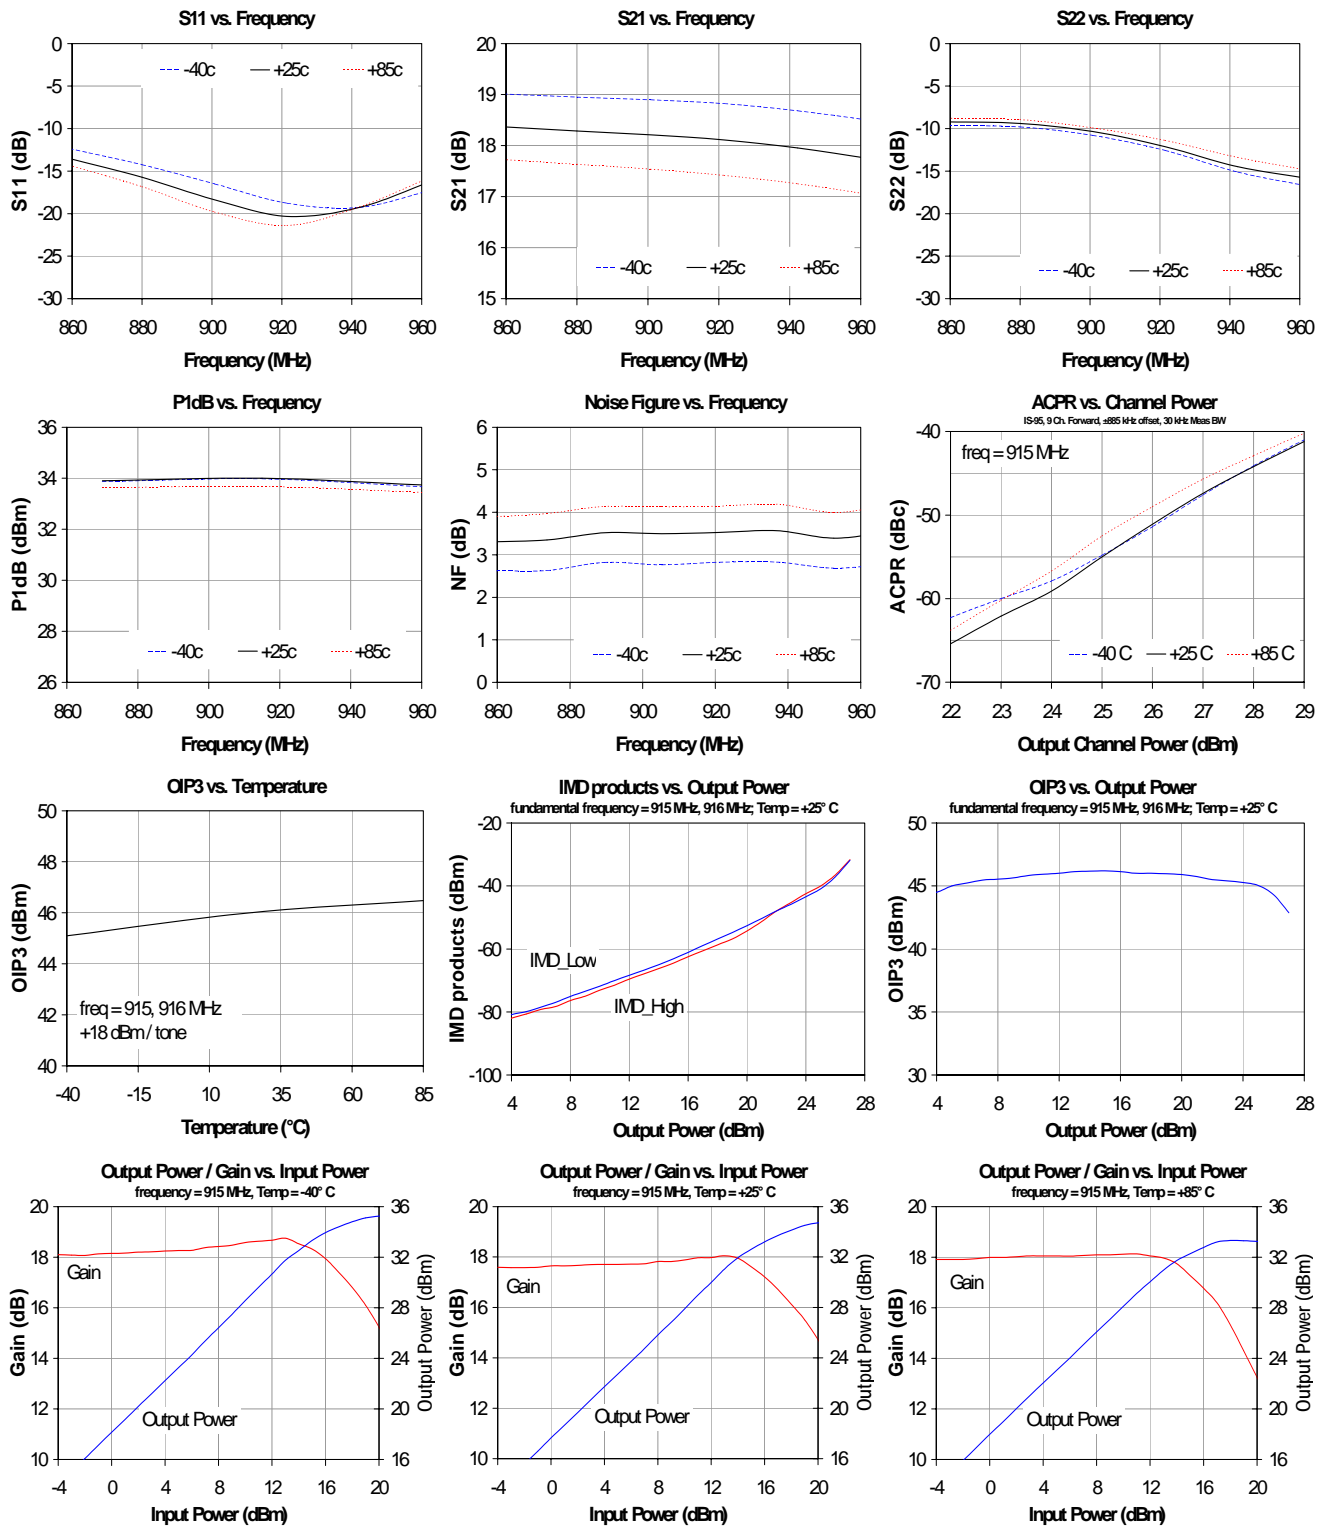 S11 vs. Frequency
0
-5
-10
-15
-20
-25
-30
S11 (dB)
-40c
+25c
+85c
860 880 900 920 940 960
Frequency (MHz)
S21 vs. Frequency
20
19
18
17
16
15
S21 (dB)
-40c
+25c
+85c
860 880 900 920 940 960
Frequency (MHz)
S22 vs. Frequency
0
-5
-10
-15
-20
-25
-30
S22 (dB)
-40c
+25c
+85c
860 880 900 920 940 960
Frequency (MHz)
P1dB vs. Frequency
36
34
32
30
28
26
P1dB (dBm)
-40c
+25c
+85c
860 880 900 920 940 960
Frequency (MHz)
Noise Figure vs. Frequency
6
5
4
3
2
1
0
NF (dB)
-40c
+25c
+85c
860 880 900 920 940 960
Frequency (MHz)
ACPR vs. Channel Power
IS-95, 9 Ch. Forward, ±885 kHz offset, 30 kHz Meas BW
freq = 915 MHz
-40
-50
-60
-70
ACPR (dBc)
-40 C
+25 C
+85 C
22 23 24 25 26 27 28 29
Output Channel Power (dBm)
OIP3 vs. Temperature
50
48
46
44
42
40
OIP3 (dBm)
freq = 915, 916 MHz
+18 dBm / tone
-40 -15 10 35 60 85
Temperature (°C)
IMD products vs. Output Power
fundamental frequency = 915 MHz, 916 MHz; Temp = +25° C
-20
-40
-60
-80
-100
IMD products (dBm)
IMD_Low
IMD_High
4 8 12 16 20 24 28
Output Power (dBm)
OIP3 vs. Output Power
fundamental frequency = 915 MHz, 916 MHz; Temp = +25° C
50
45
40
35
30
OIP3 (dBm)
4 8 12 16 20 24 28
Output Power (dBm)
Output Power / Gain vs. Input Power
frequency = 915 MHz, Temp = -40° C
20
18
16
14
12
10
Gain (dB)
Gain
Output Power
36
32
28
24
20
16
Output Power (dBm)
-4 0 4 8 12 16 20
Input Power (dBm)
Output Power / Gain vs. Input Power
frequency = 915 MHz, Temp = +25° C
20
18
16
14
12
10
Gain (dB)
Gain
Output Power
36
32
28
24
20
16
Output Power (dBm)
-4 0 4 8 12 16 20
Input Power (dBm)
Output Power / Gain vs. Input Power
frequency = 915 MHz, Temp = +85° C
20
18
16
14
12
10
Gain (dB)
Gain
Output Power
36
32
28
24
20
16
Output Power (dBm)
-4 0 4 8 12 16 20
Input Power (dBm)